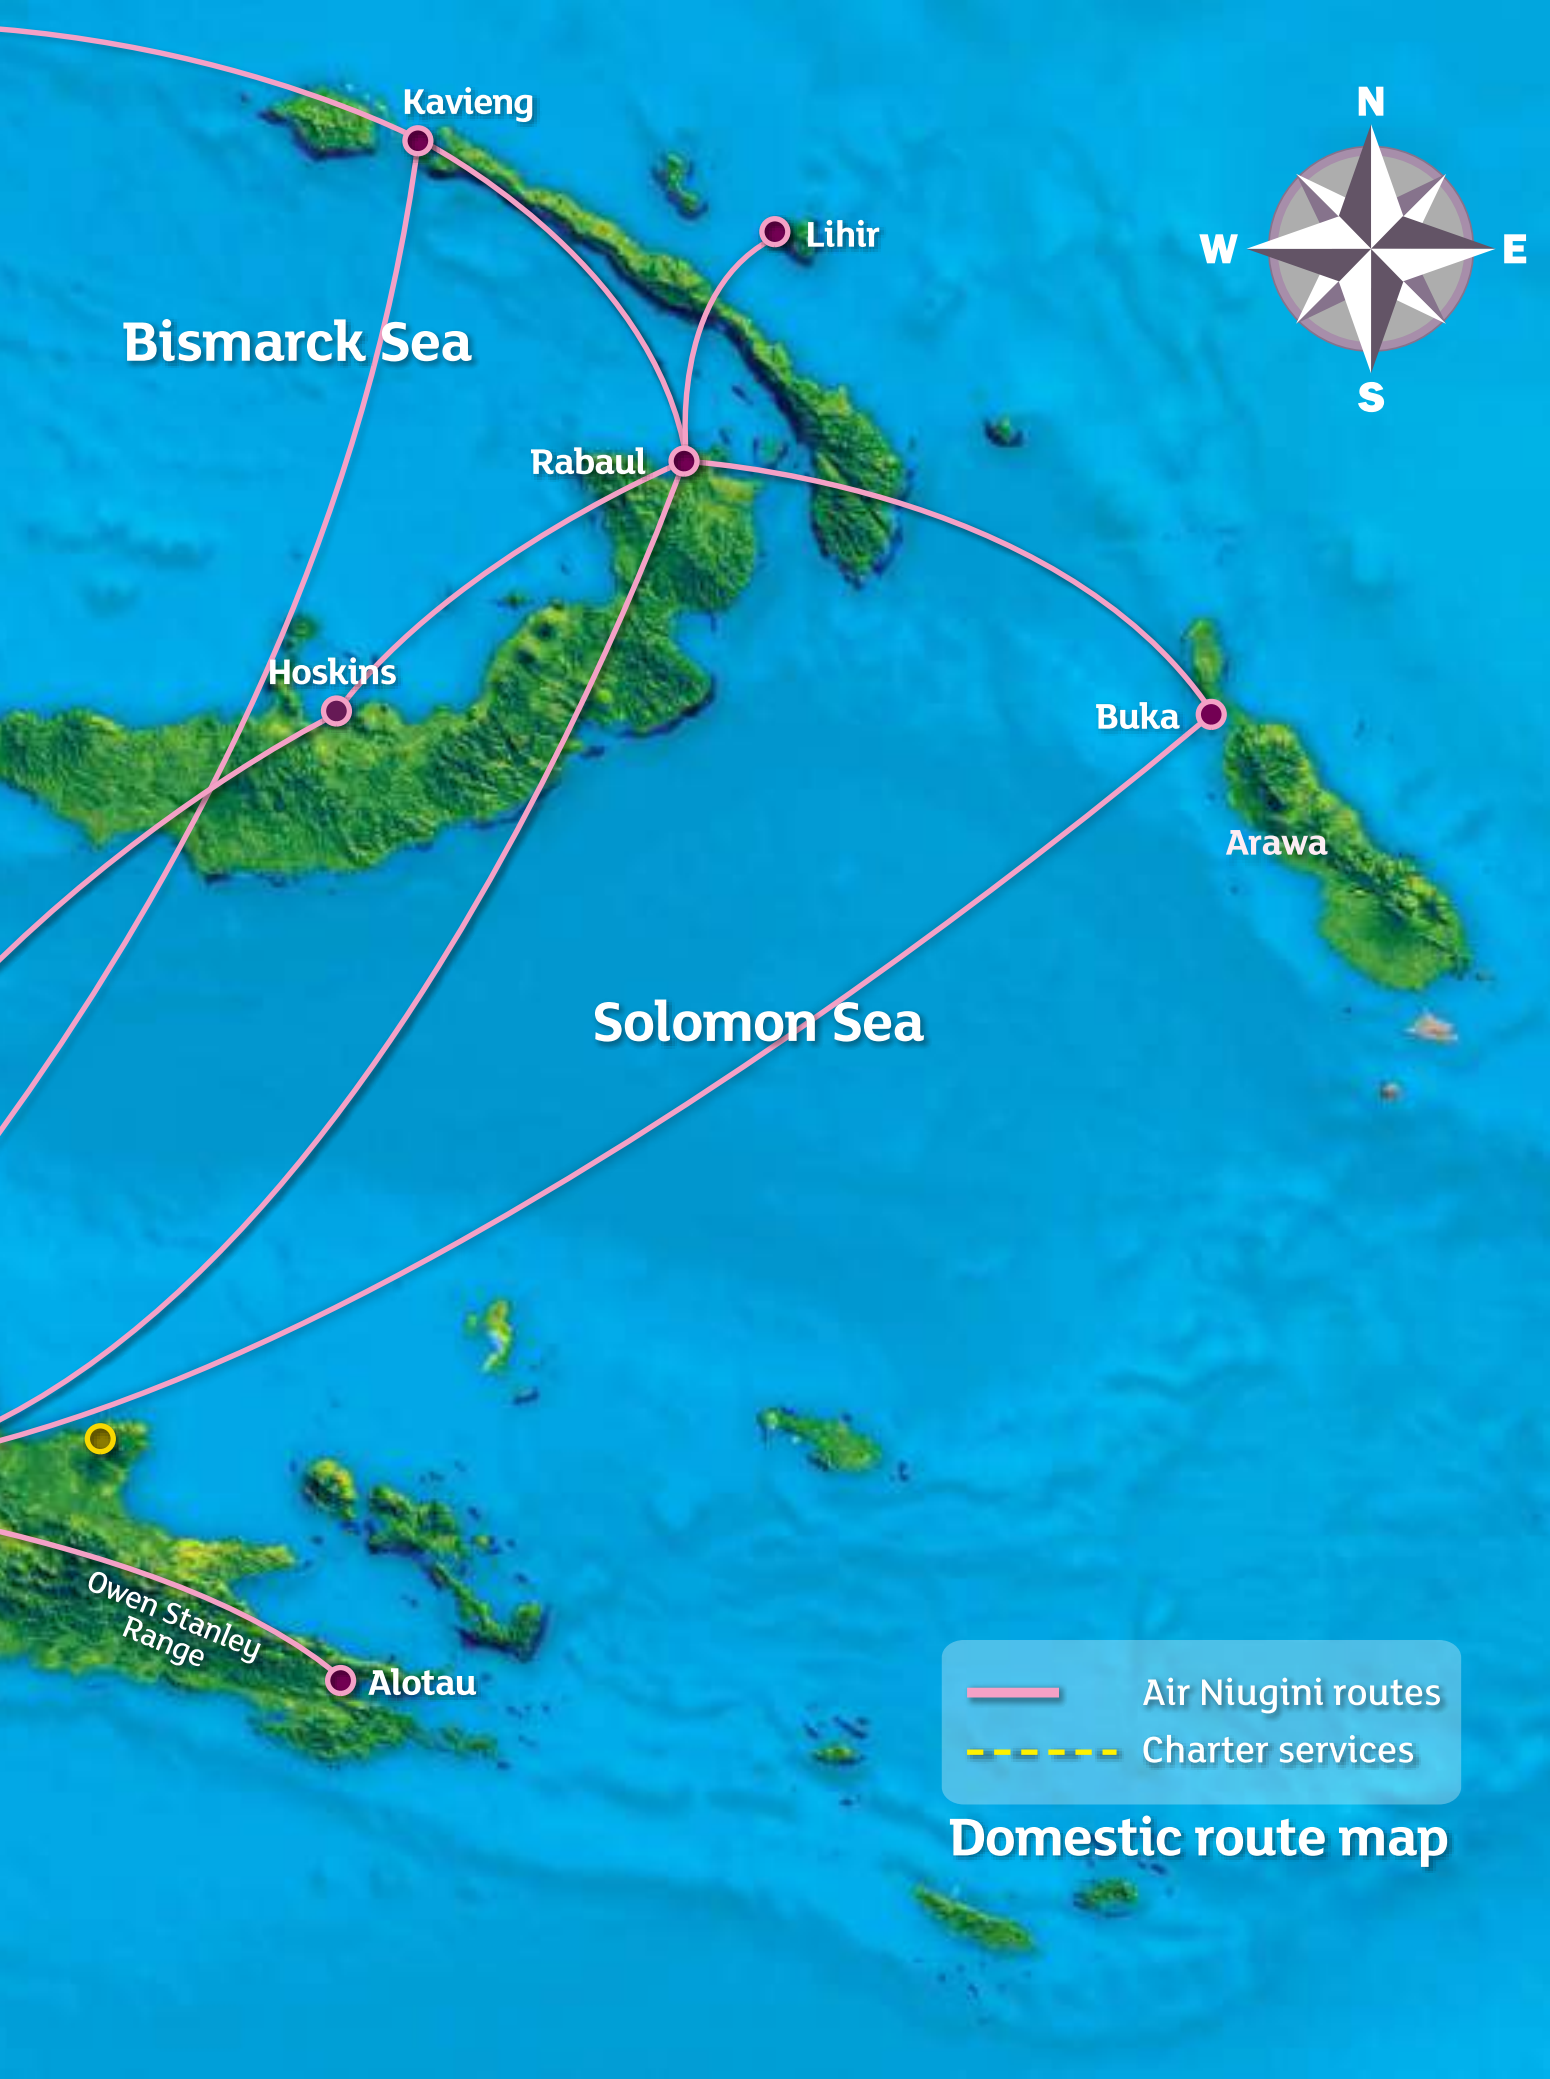 Kavieng
N
Lihir
W
E
Bismarck Sea
S
Rabaul
Hoskins
Buka
Arawa
Solomon Sea
Owen Stanley
Range
Alotau
Air Niugini routes
Charter services
Domestic route map